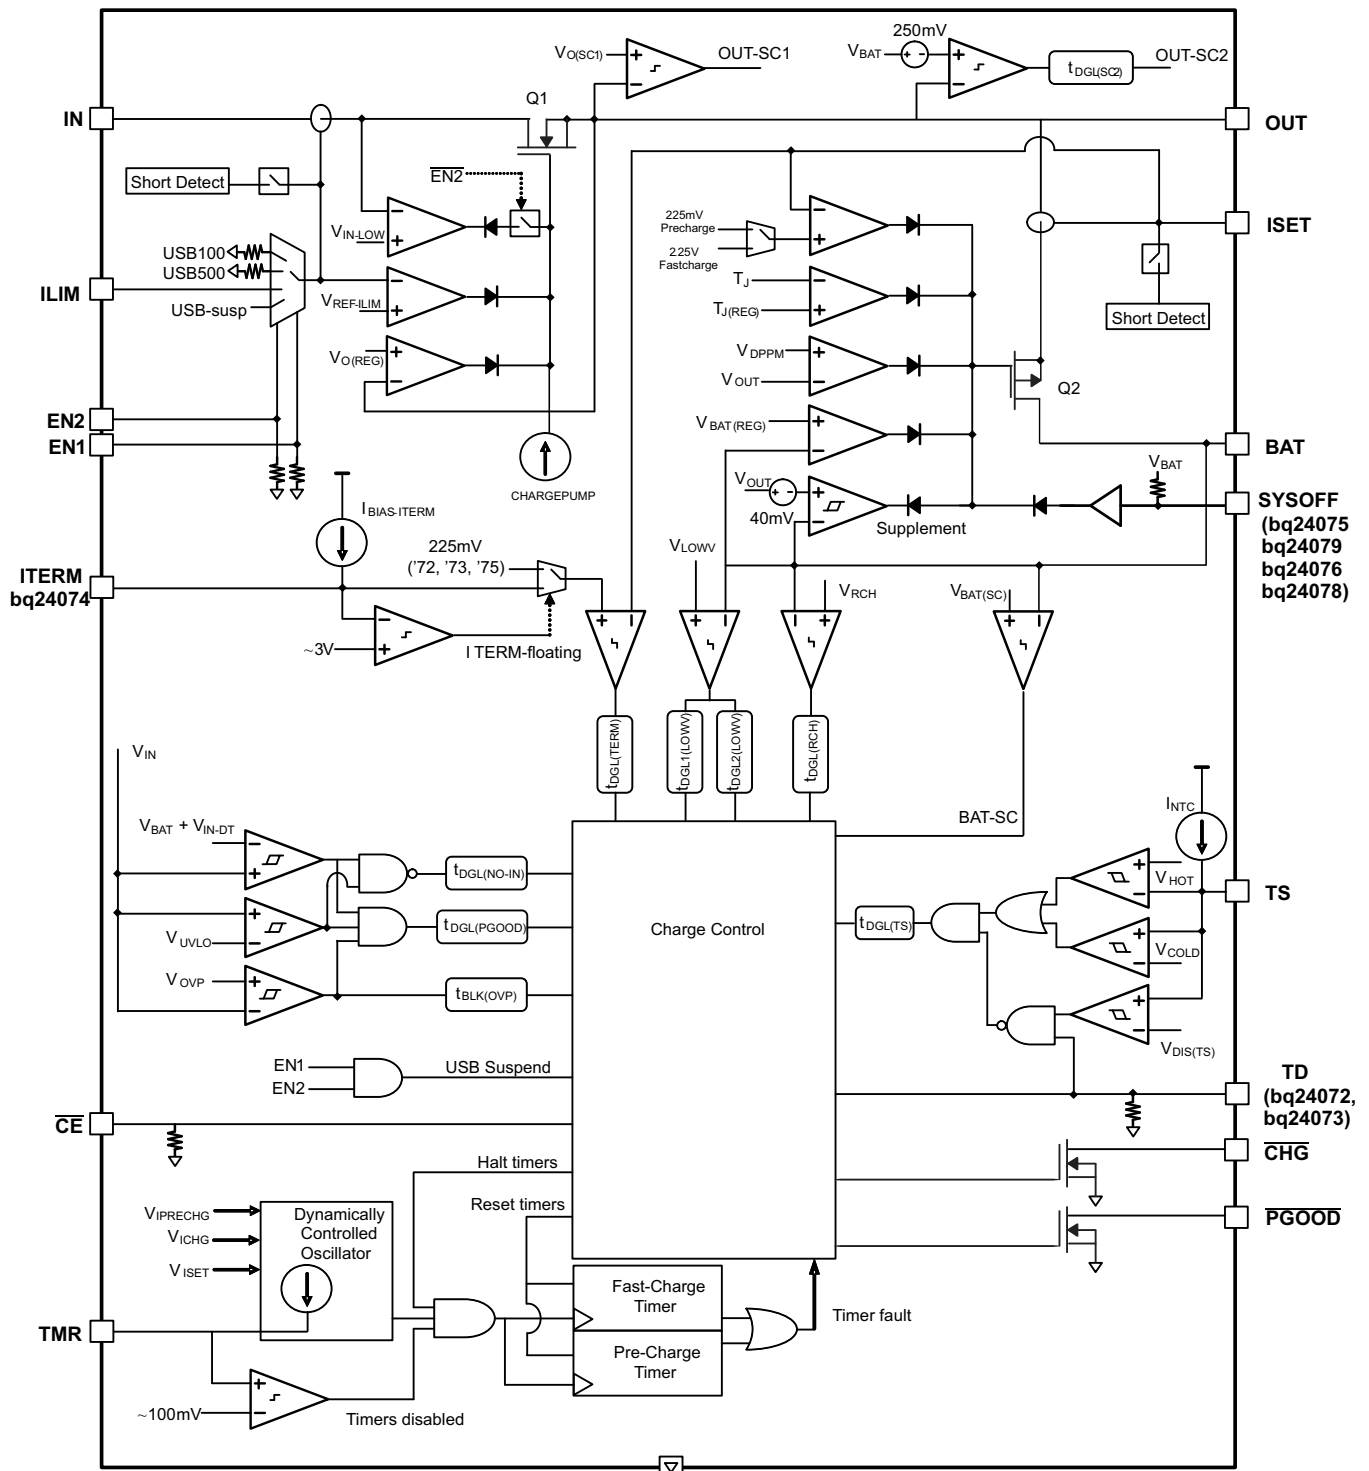 250mV
VO(SC1)
OUT-SC1
VBAT
tDGL(SC2)
OUT-SC2
Q1
IN
OUT
EN2
Short Detect
225mV
Precharge
ISET
VIN-LOW
2.25V
Fastcharge
USB100
USB500
TJ
ILIM
USB-susp
VREF-ILIM
TJ(REG)
Short Detect
VO(REG)
VDPPM
VOUT
Q2
EN2
EN1
VBAT(REG)
BAT
VBAT
CHARGEPUMP
VOUT
40mV
Supplement
SYSOFF
(bq24075
bq24079
bq24076
bq24078)
IBIAS-ITERM
225mV
('72, '73, '75)
VLOWV
ITERM
bq24074
VRCH
VBAT(SC)
~3V
I TERM-floating
tDGL(TERM)
tDGL1(LOWV)
tDGL2(LOWV)
tDGL(RCH)
VIN
INTC
BAT-SC
VBAT + VIN-DT
tDGL(NO-IN)
VHOT
TS
tDGL(PGOOD)
Charge Control
tDGL(TS)
VUVLO
VCOLD
VOVP
tBLK(OVP)
VDIS(TS)
EN1
EN2
USB Suspend
TD
(bq24072,
bq24073)
CE
CHG
Halt timers
Reset timers
VIPRECHG
VICHG
VISET
Dynamically
Controlled
Oscillator
PGOOD
Fast-Charge
Timer
Timer fault
TMR
Pre-Charge
Timer
~100mV
Timers disabled